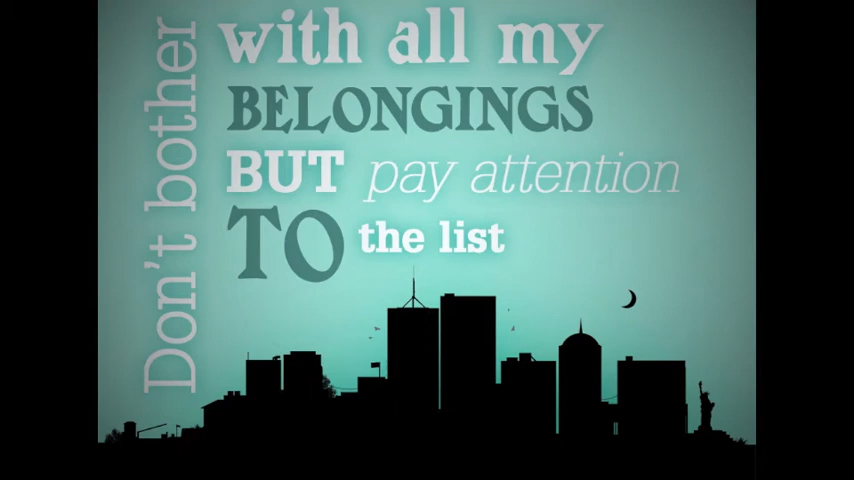 Don't bother
with all my
BELONGINGS
BUT pay attention
TO the list